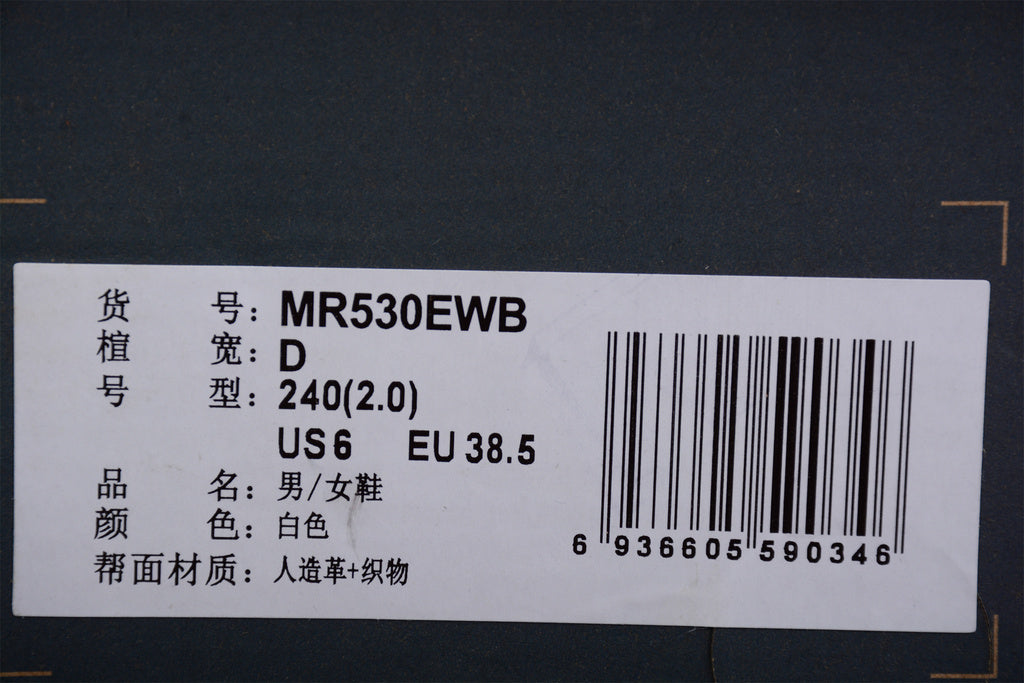 货 号：MR530EWB
楦 宽：D
号 型：240(2.0)
US 6 EU 38.5
品 名：男/女鞋
颜 色：白色
帮面材质：人造革+织物
6 936605 590346